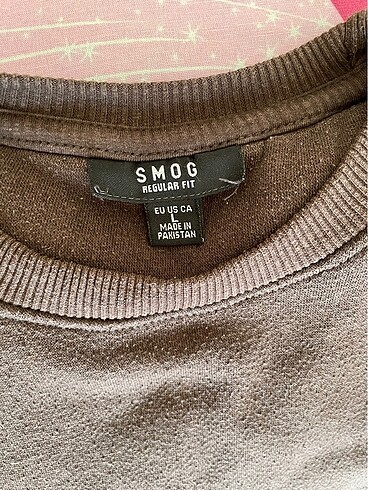 SMOG
REGULAR FIT
EU US CA
L
MADE IN
PAKISTAN